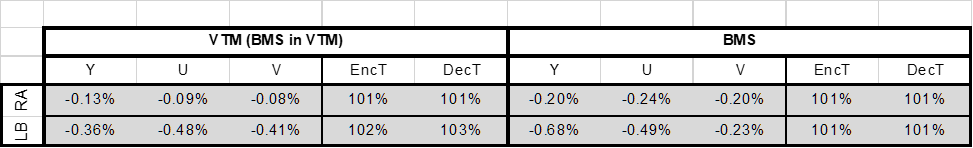 VTM (BMS in VTM) BMS
Y U V EncT DecT Y U V EncT DecT
RA -0.13% -0.09% -0.08% 101% 101% -0.20% -0.24% -0.20% 101% 101%
LB -0.36% -0.48% -0.41% 102% 103% -0.68% -0.49% -0.23% 101% 101%